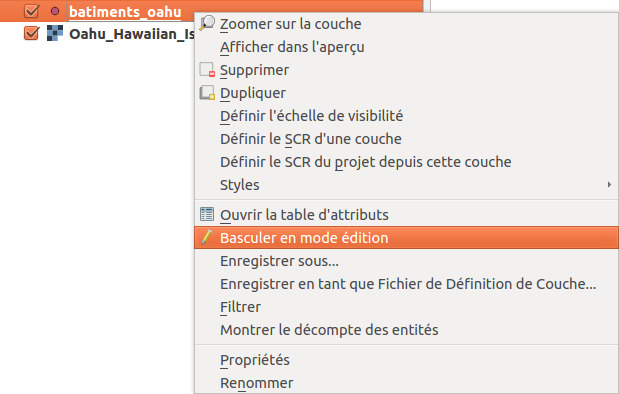 batiments_oahu
Zoomer sur la couche
Oahu_Hawaiian_Is
Afficher dans l'aperçu
Supprimer
Dupliquer
Définir l'échelle de visibilité
Définir le SCR d'une couche
Définir le SCR du projet depuis cette couche
Styles
Ouvrir la table d'attributs
Basculer en mode édition
Enregistrer sous...
Enregistrer en tant que Fichier de Définition de Couche...
Filtrer
Montrer le décompte des entités
Propriétés
Renommer